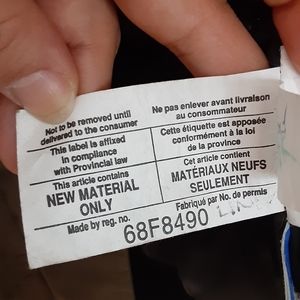 Not to be removed until
delivered to the consumer
This label is affixed
in compliance
with Provincial law
This article contains
NEW MATERIAL
ONLY
Made by reg. no.
Ne pas enlever avant livraison
au consommateur
Cette étiquette est apposée
conformément à la loi
de la province
Cet article contient
MATÉRIAUX NEUFS
SEULEMENT
Fabriqué par No. de permis
68F8490